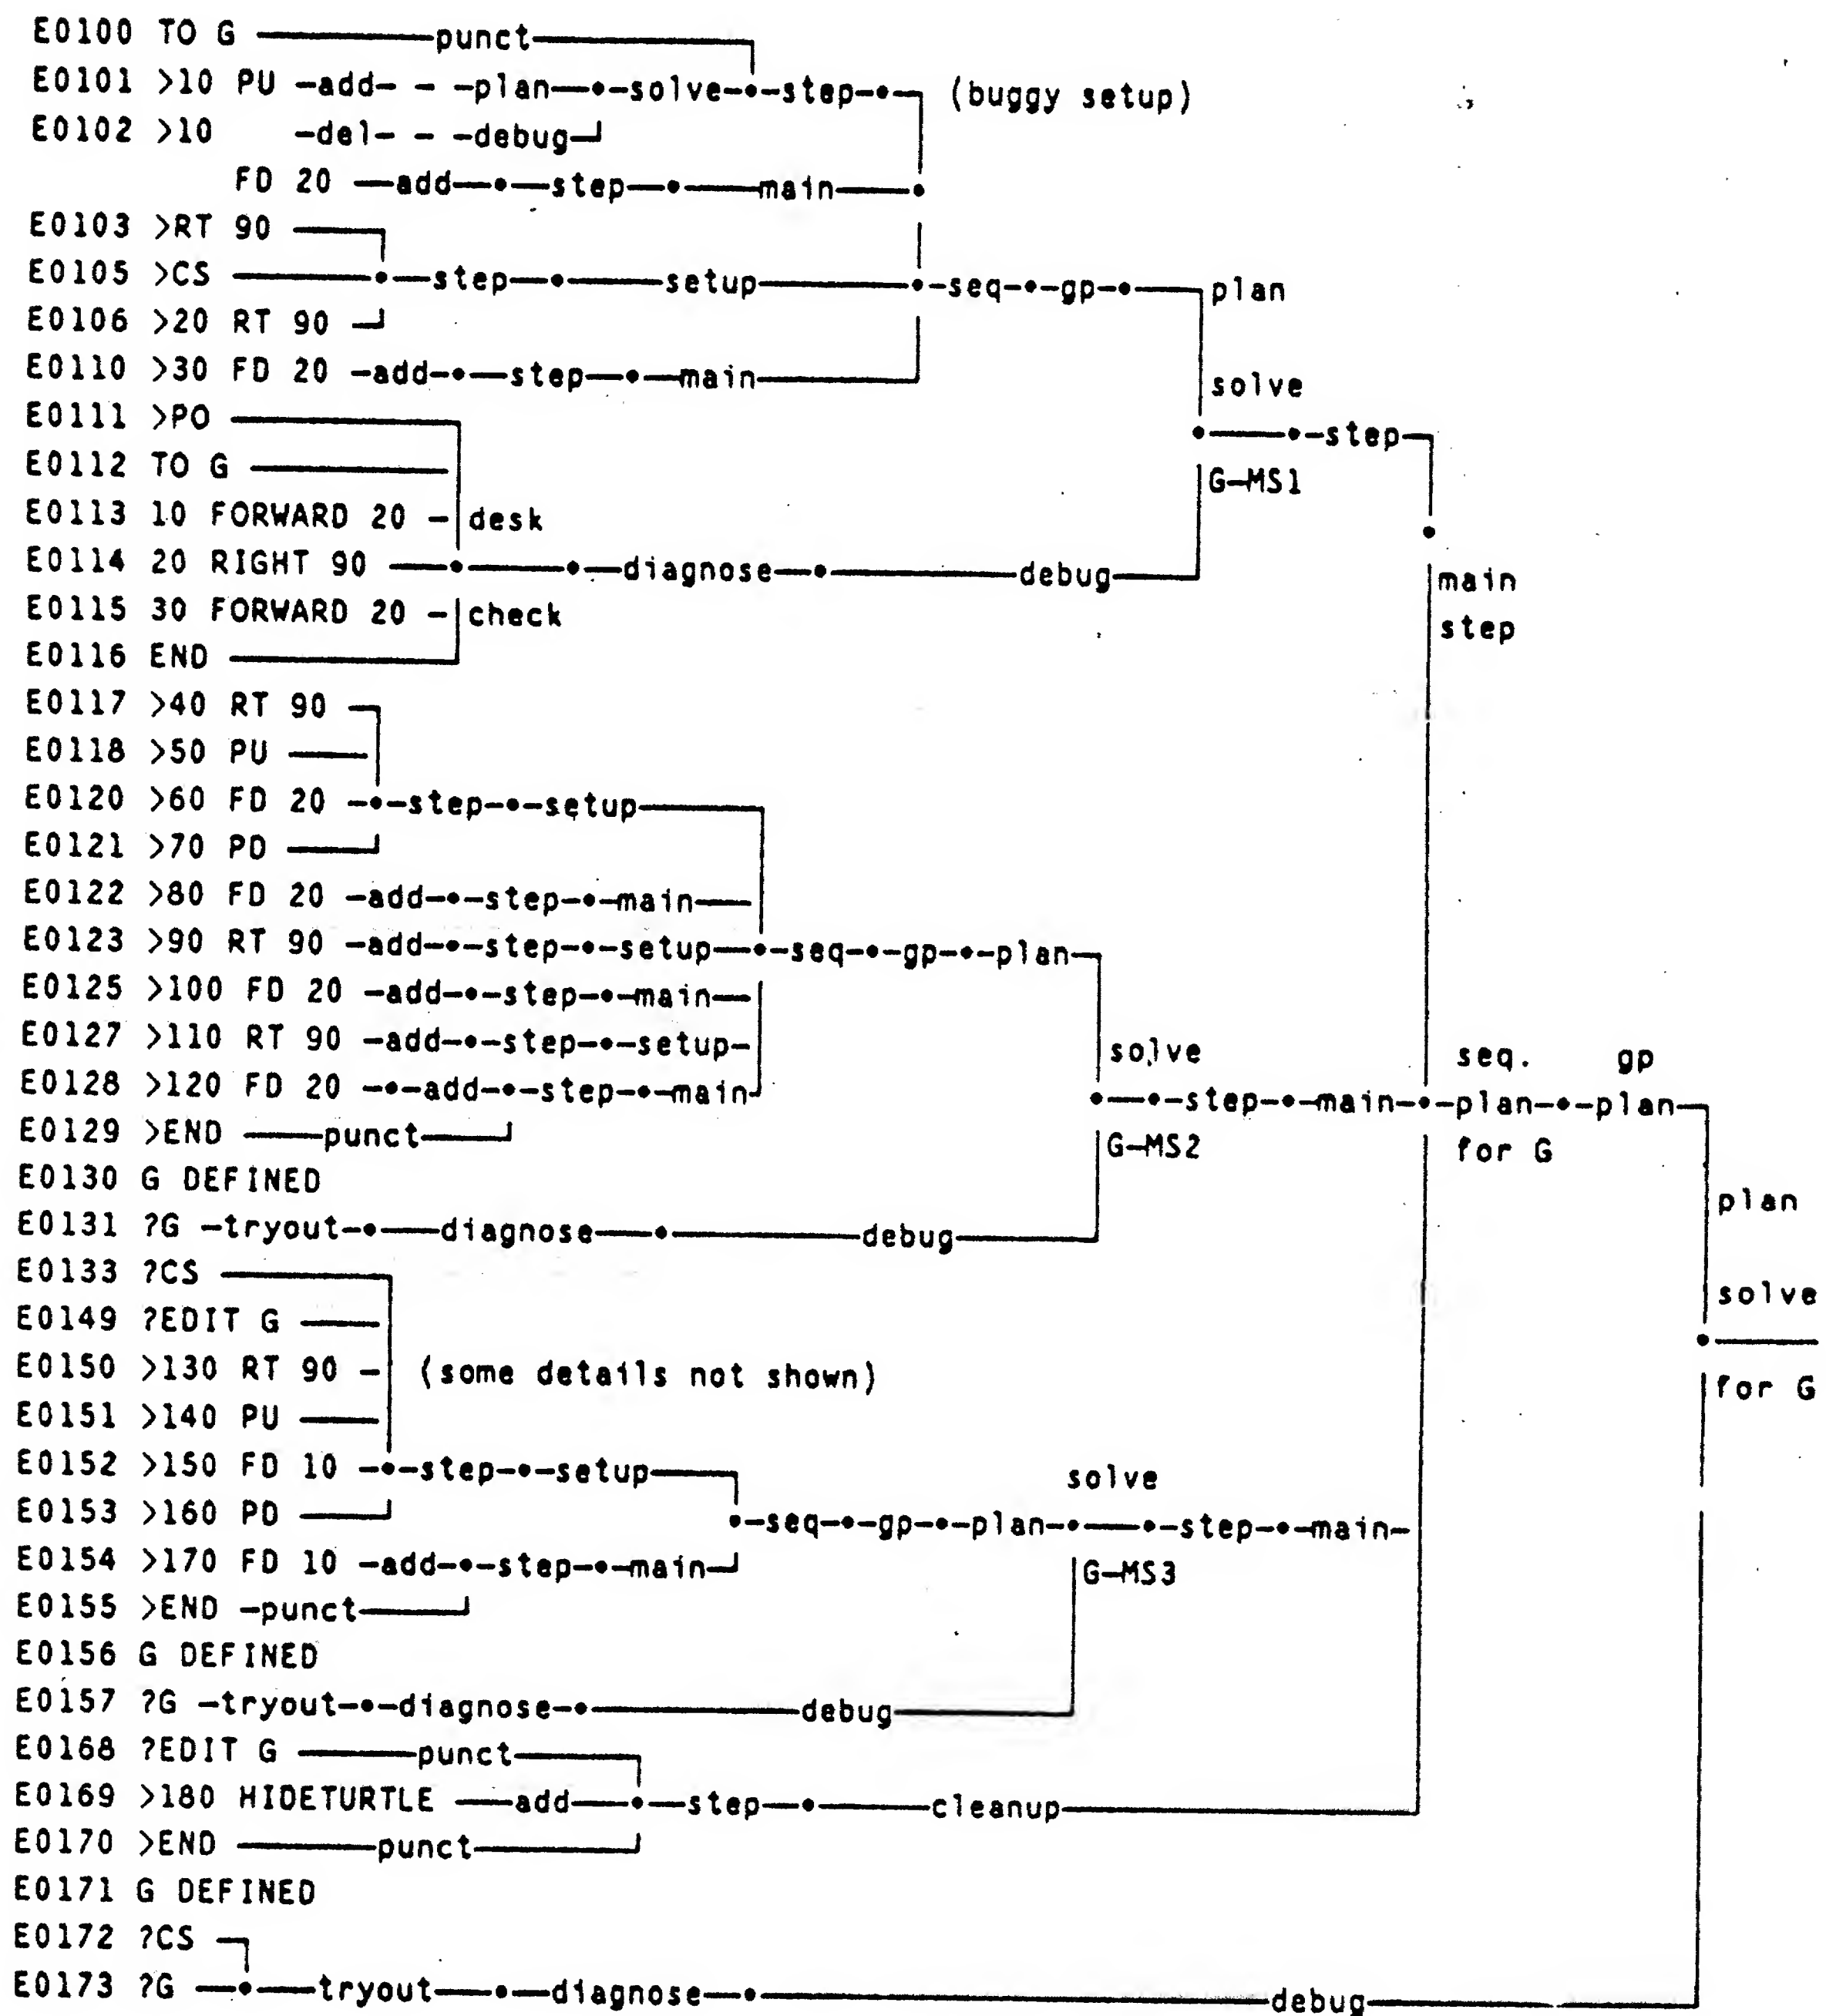 E0100 TO G punct
E0101 >10 PU -add- - -plan-•-solve-•-step-• (buggy setup)
E0102 >10 -del- - -debug
FD 20 -add-•-step-•-main-•
E0103 >RT 90
E0105 >CS •-step-•-setup-•-seq-•-gp-•- plan
E0106 >20 RT 90
E0110 >30 FD 20 -add-•-step-•-main
solve
E0111 >PO
•-•-step
E0112 TO G
G-MS1
E0113 10 FORWARD 20 - desk
E0114 20 RIGHT 90 -•-•-diagnose-•-debug
main
E0115 30 FORWARD 20 - check
step
E0116 END
E0117 >40 RT 90
E0118 >50 PU
E0120 >60 FD 20 -•-step-•-setup
E0121 >70 PD
E0122 >80 FD 20 -add-•-step-•-main
E0123 >90 RT 90 -add-•-step-•-setup-•-seq-•-gp-•-plan
E0125 >100 FD 20 -add-•-step-•-main
E0127 >110 RT 90 -add-•-step-•-setup-
solve seq. gp
E0128 >120 FD 20 -•-add-•-step-•-main
•-•-step-•-main-•-plan-•-plan
E0129 >END punct
G-MS2 for G
E0130 G DEFINED
plan
E0131 ?G -tryout-•-diagnose-•-debug
E0133 ?CS
solve
E0149 ?EDIT G
E0150 >130 RT 90 - (some details not shown)
for G
E0151 >140 PU
E0152 >150 FD 10 -•-step-•-setup
solve
E0153 >160 PD
•-seq-•-gp-•-plan-•-•-step-•-main-
E0154 >170 FD 10 -add-•-step-•-main
G-MS3
E0155 >END -punct
E0156 G DEFINED
E0157 ?G -tryout-•-diagnose-•-debug
E0168 ?EDIT G punct
E0169 >180 HIDETURTLE -add-•-step-•-cleanup
E0170 >END punct
E0171 G DEFINED
E0172 ?CS
E0173 ?G -•-tryout-•-diagnose-•-debug